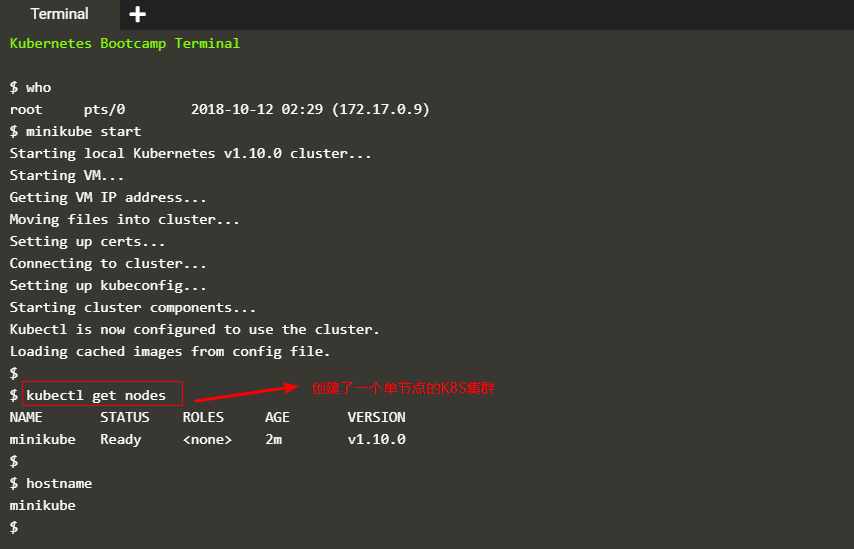 Terminal
Kubernetes Bootcamp Terminal
$ who
root     pts/0        2018-10-12 02:29 (172.17.0.9)
$ minikube start
Starting local Kubernetes v1.10.0 cluster...
Starting VM...
Getting VM IP address...
Moving files into cluster...
Setting up certs...
Connecting to cluster...
Setting up kubeconfig...
Starting cluster components...
Kubectl is now configured to use the cluster.
Loading cached images from config file.
$
$ kubectl get nodes 创建了一个单节点的K8S集群
NAME       STATUS    ROLES     AGE       VERSION
minikube   Ready     <none>    2m        v1.10.0
$
$ hostname
minikube
$